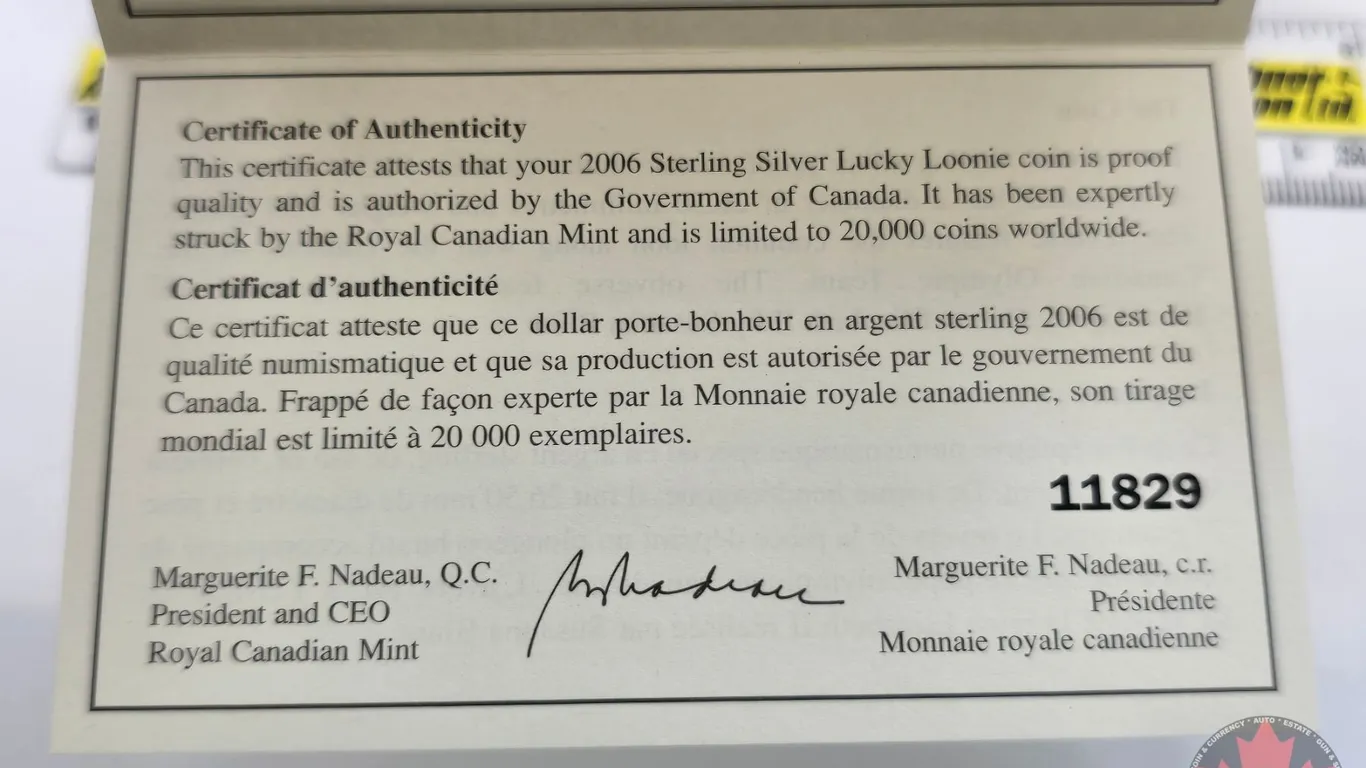 Certificate of Authenticity
This certificate attests that your 2006 Sterling Silver Lucky Loonie coin is proof
quality and is authorized by the Government of Canada. It has been expertly
struck by the Royal Canadian Mint and is limited to 20,000 coins worldwide.
Certificat d'authenticité
Ce certificat atteste que ce dollar porte-bonheur en argent sterling 2006 est de
qualité numismatique et que sa production est autorisée par le gouvernement du
Canada. Frappé de façon experte par la Monnaie royale canadienne, son tirage
mondial est limité à 20 000 exemplaires.
11829
Marguerite F. Nadeau, Q.C.
President and CEO
Royal Canadian Mint
Marguerite F. Nadeau, c.r.
Présidente
Monnaie royale canadienne
& CURRENCY · AUTO · ESTATE · GUN &